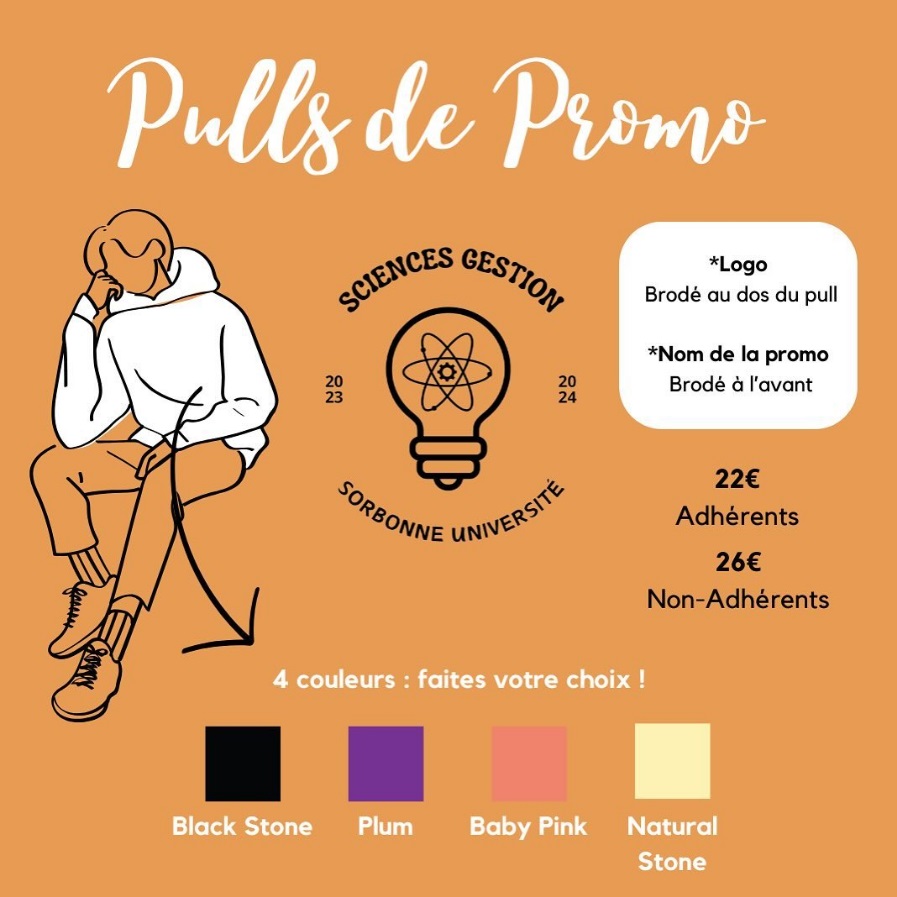 Pulls de Promo
SCIENCES GESTION
20
23
20
24
SORBONNE UNIVERSITÉ
*Logo
Brodé au dos du pull
*Nom de la promo
Brodé à l'avant
22€
Adhérents
26€
Non-Adhérents
4 couleurs : faites votre choix !
Black Stone
Plum
Baby Pink
Natural
Stone